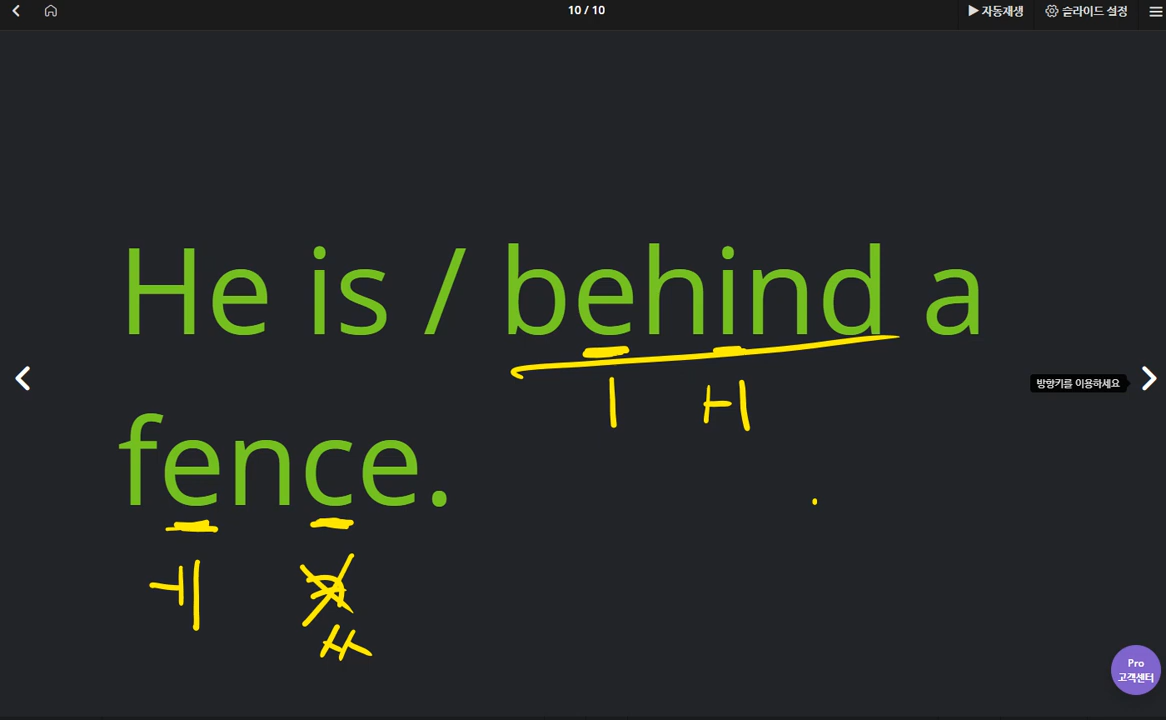 10 / 10
▶ 자동재생
슬라이드 설정
He is / behind a
방향키를 이용하세요
ㅣ ㅐ
fence.
ㅔ ㅋ
ㅆ
Pro
고객센터